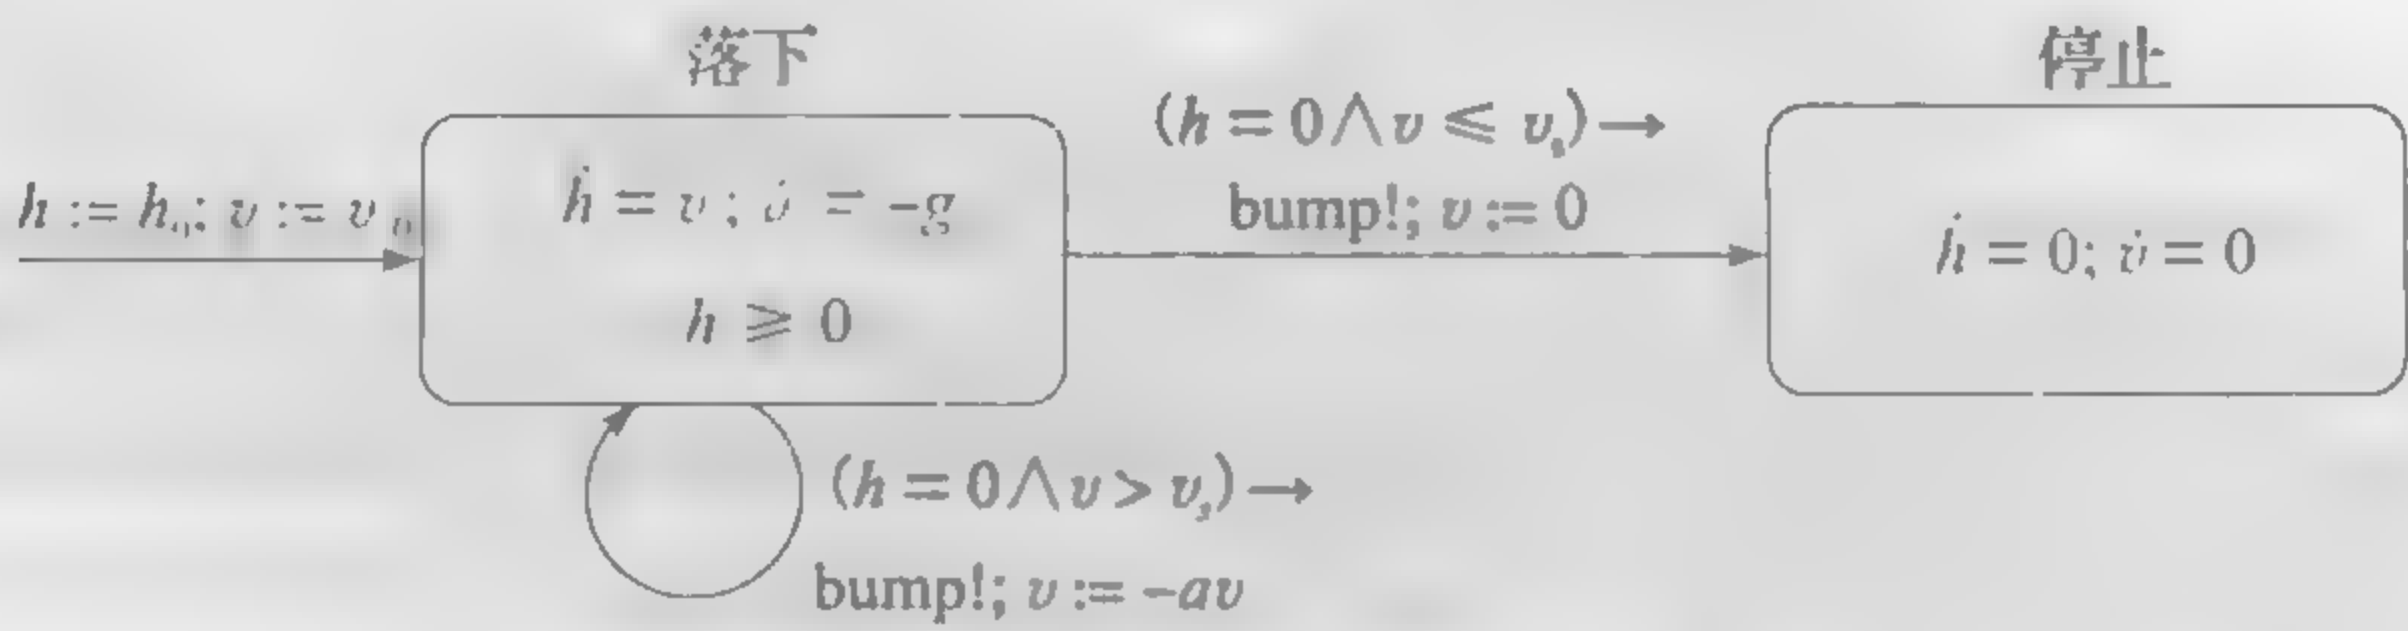 落下
停止
(h = 0 ∧ v ⩽ vₛ) →
bump!; v := 0
h := h₀; v := v₀
ḣ = v; v̇ = -g
h ⩾ 0
ḣ = 0; v̇ = 0
(h = 0 ∧ v > vₛ) →
bump!; v := -av